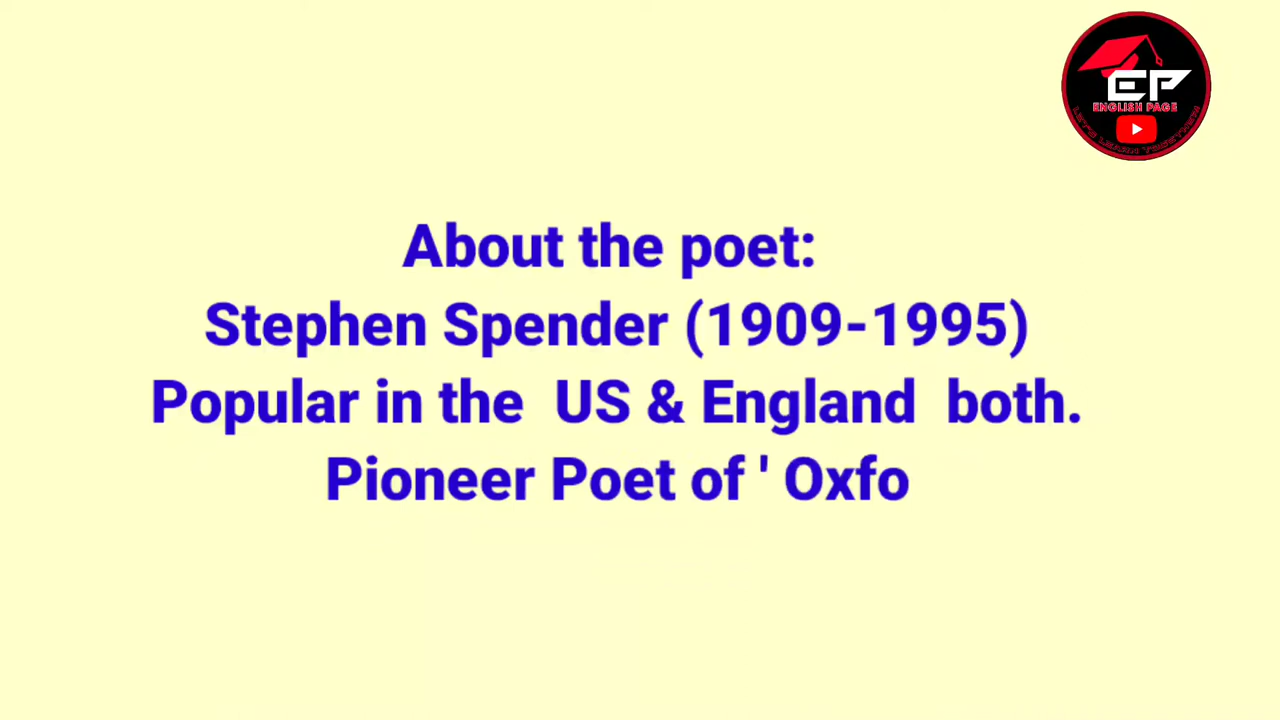 EP
ENGLISH PAGE
About the poet:
Stephen Spender (1909-1995)
Popular in the US & England both.
Pioneer Poet of ' Oxfo